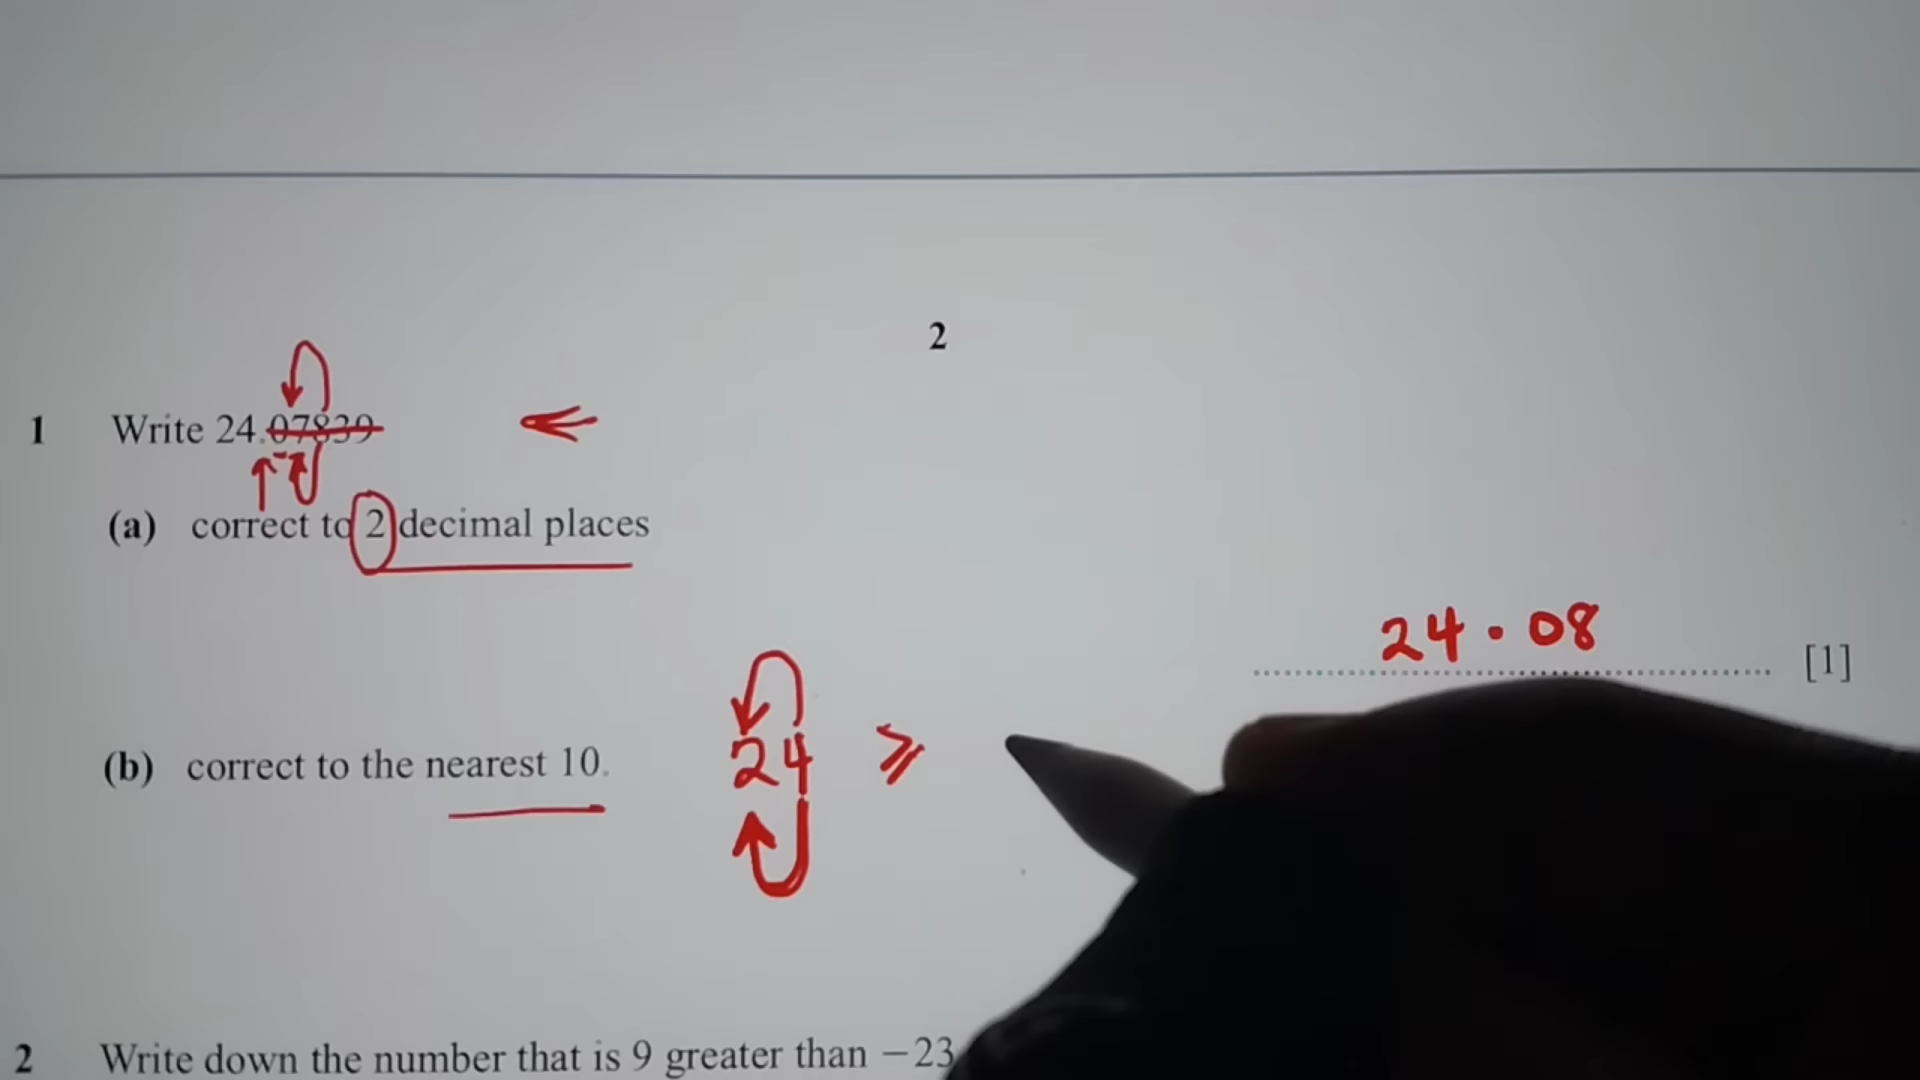 2
1 Write 24.07839
(a) correct to 2 decimal places
24.08 [1]
(b) correct to the nearest 10. 24 ⩾
2 Write down the number that is 9 greater than −23